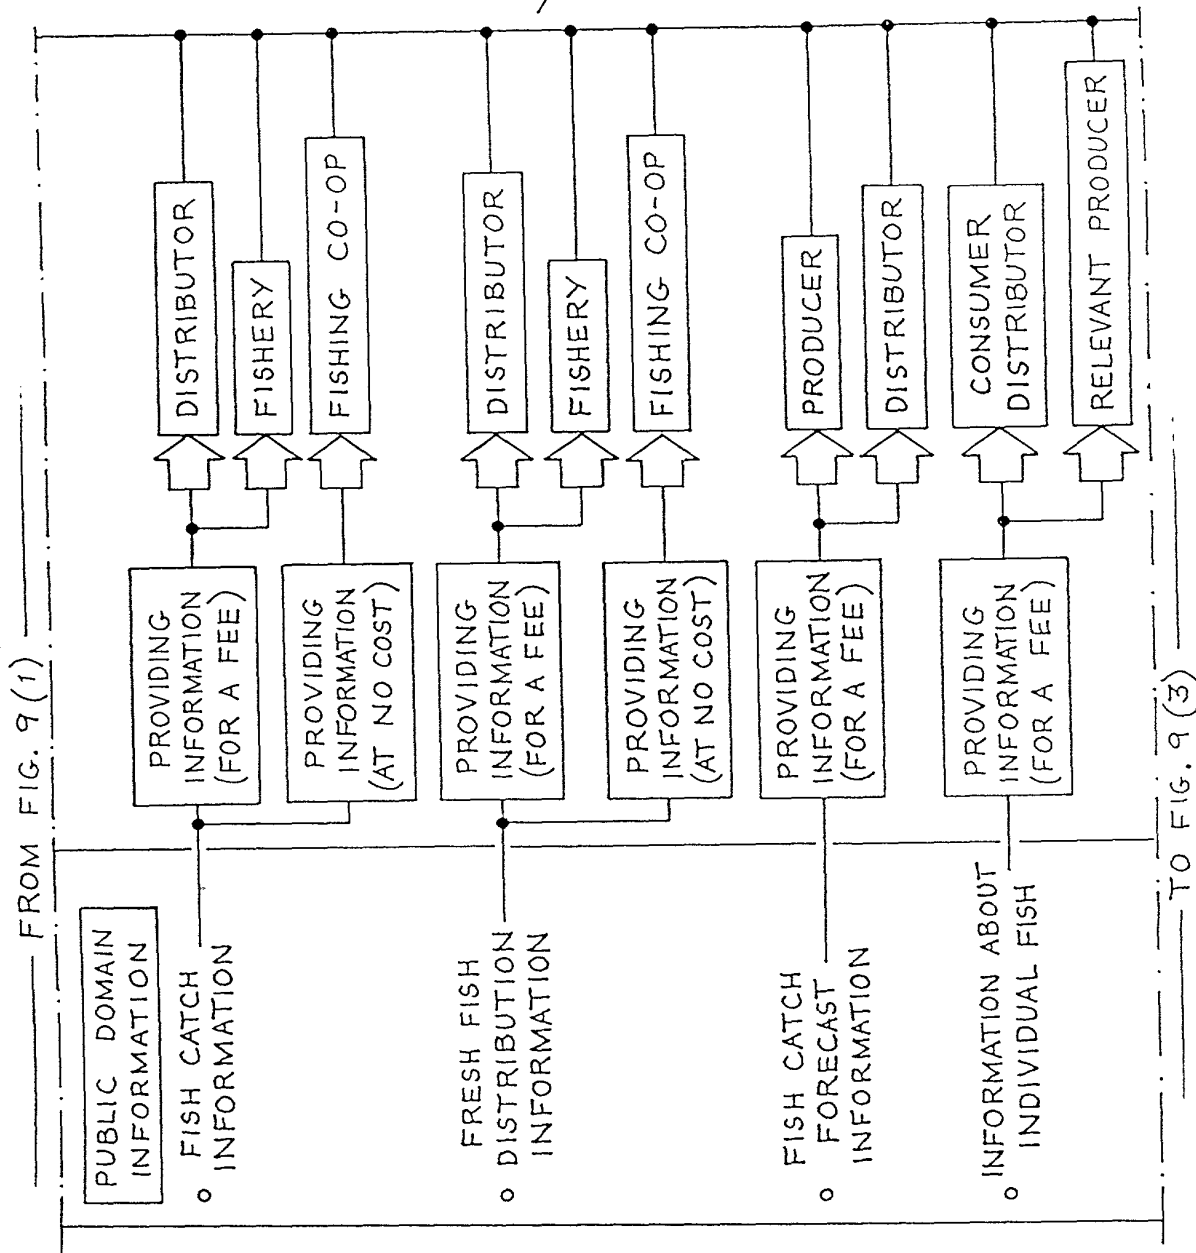 FROM FIG. 9 (1)
PUBLIC DOMAIN
INFORMATION
FISH CATCH
INFORMATION
PROVIDING
INFORMATION
(FOR A FEE)
DISTRIBUTOR
FISHERY
PROVIDING
INFORMATION
(AT NO COST)
FISHING CO-OP
FRESH FISH
DISTRIBUTION
INFORMATION
PROVIDING
INFORMATION
(FOR A FEE)
DISTRIBUTOR
FISHERY
PROVIDING
INFORMATION
(AT NO COST)
FISHING CO-OP
FISH CATCH
FORECAST
INFORMATION
PROVIDING
INFORMATION
(FOR A FEE)
PRODUCER
DISTRIBUTOR
INFORMATION ABOUT
INDIVIDUAL FISH
PROVIDING
INFORMATION
(FOR A FEE)
CONSUMER
DISTRIBUTOR
RELEVANT PRODUCER
TO FIG. 9 (3)